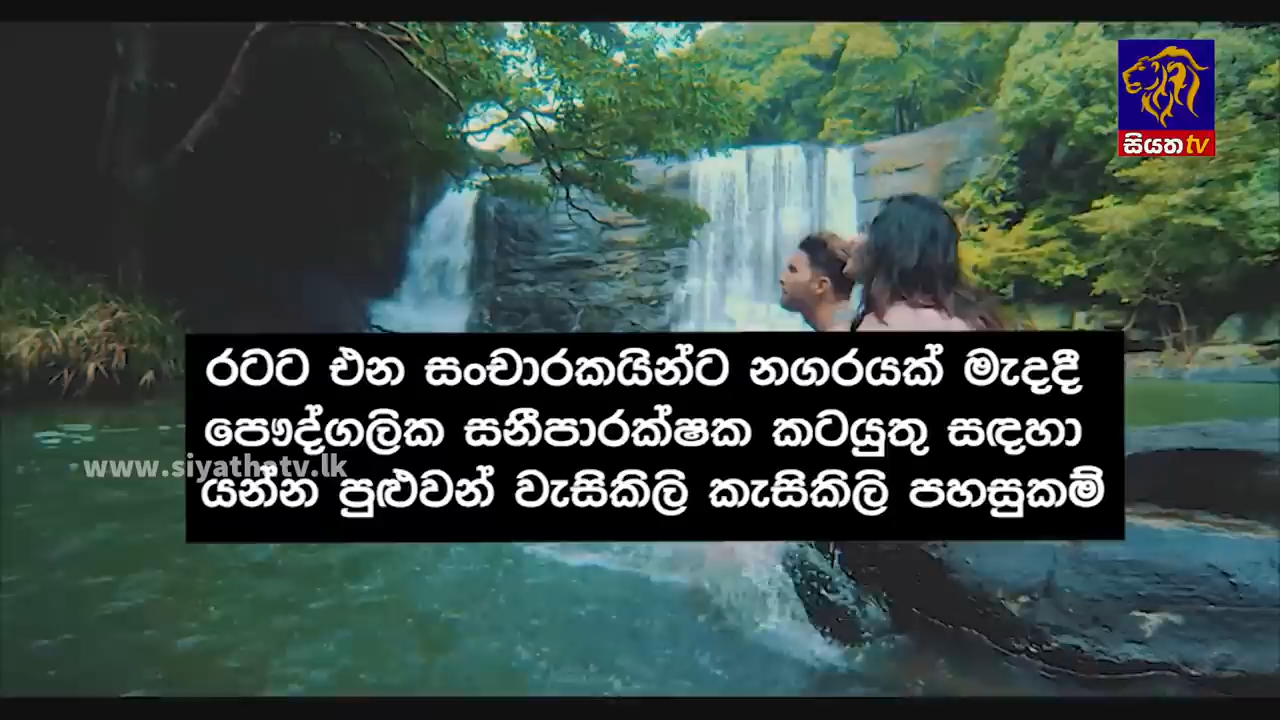 සියත tv
රටට එන සංචාරකයින්ට නගරයක් මැදදී
පෞද්ගලික සනීපාරක්ෂක කටයුතු සඳහා
www.siyathatv.lk
යන්න පුළුවන් වැසිකිලි කැසිකිලි පහසුකම්